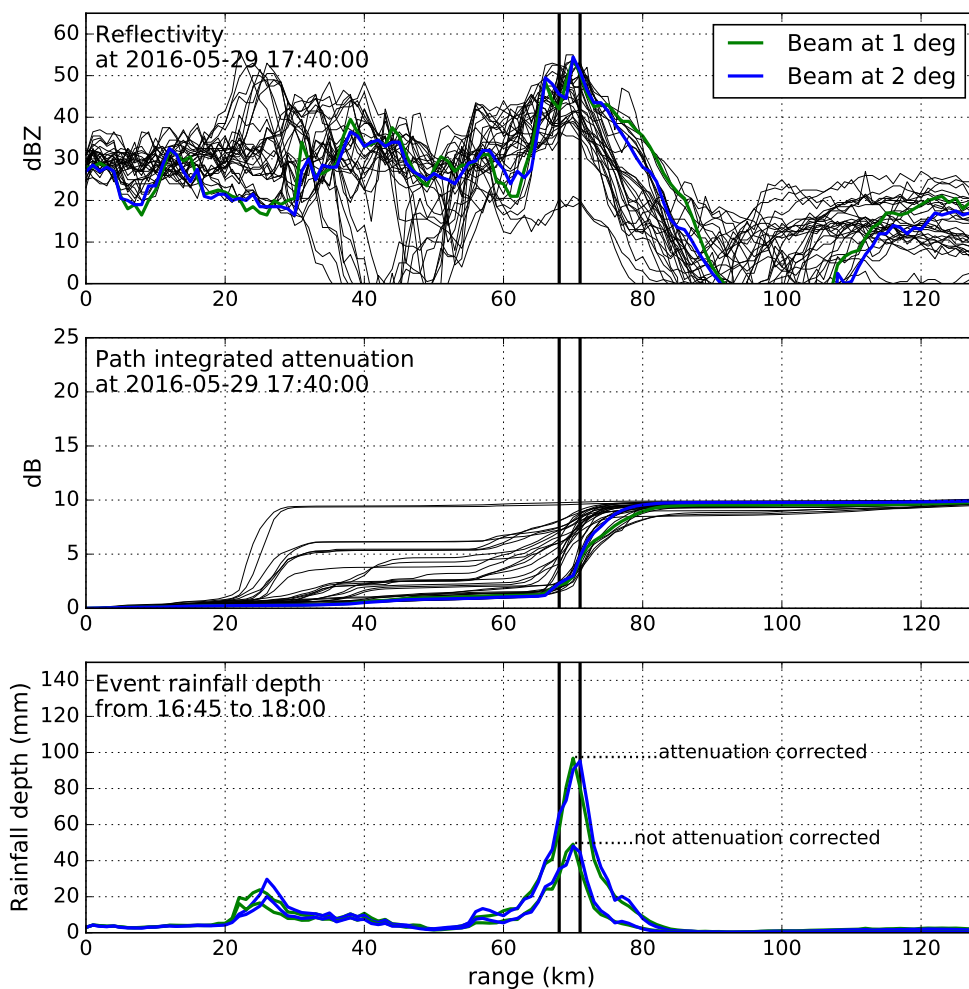 Reflectivity
at 2016-05-29 17:40:00
Beam at 1 deg
Beam at 2 deg
dBZ
60
50
40
30
20
10
0
0 20 40 60 80 100 120
Path integrated attenuation
at 2016-05-29 17:40:00
dB
25
20
15
10
5
0
0 20 40 60 80 100 120
Event rainfall depth
from 16:45 to 18:00
Rainfall depth (mm)
140
120
100
80
60
40
20
0
attenuation corrected
not attenuation corrected
0 20 40 60 80 100 120
range (km)